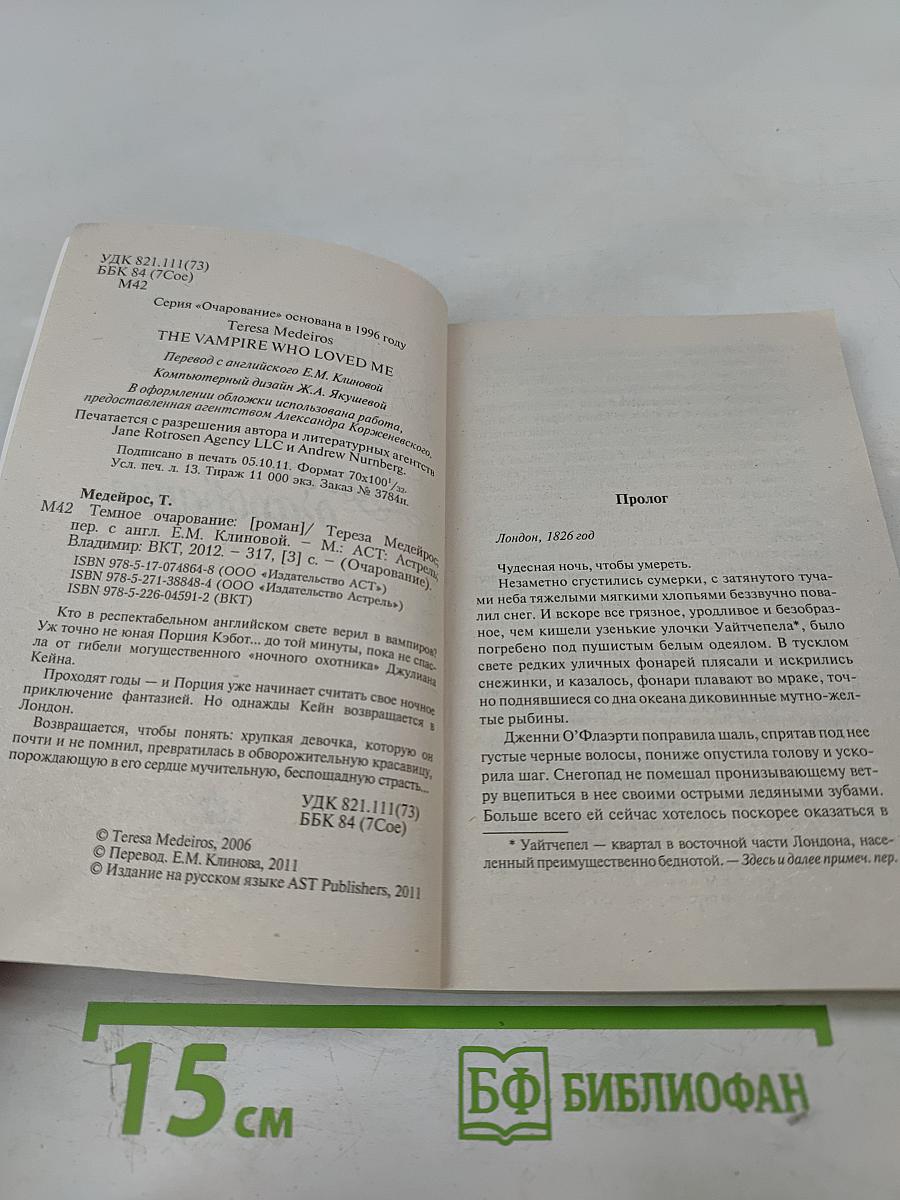 УДК 821.111(73)
ББК 84 (7Сое)
М42
Серия «Очарование» основана в 1996 году
Teresa Medeiros
THE VAMPIRE WHO LOVED ME
Перевод с английского Е.М. Клиновой
Компьютерный дизайн Ж.А. Якушевой
В оформлении обложки использована работа,
предоставленная агентством Александра Корженевского.
Печатается с разрешения автора и литературных агентств
Jane Rotrosen Agency LLC и Andrew Nurnberg.
Подписано в печать 05.10.11. Формат 70x100 1/32.
Усл. печ. л. 13. Тираж 11 000 экз. Заказ № 3784и.
Медейрос, Т.
М42 Темное очарование: [роман]/ Тереза Медейрос;
пер. с англ. Е.М. Клиновой. – М.: АСТ: Астрель;
Владимир: ВКТ, 2012. – 317, [3] с. – (Очарование).
ISBN 978-5-17-074864-8 (ООО «Издательство АСТ»)
ISBN 978-5-271-38848-4 (ООО «Издательство Астрель»)
ISBN 978-5-226-04591-2 (ВКТ)
Кто в респектабельном английском свете верил в вампиров?
Уж точно не юная Порция Кэбот... до той минуты, пока не спас-
ла от гибели могущественного «ночного охотника» Джулиана
Кейна.
Проходят годы — и Порция уже начинает считать свое ночное
приключение фантазией. Но однажды Кейн возвращается в
Лондон.
Возвращается, чтобы понять: хрупкая девочка, которую он
почти и не помнил, превратилась в обворожительную красавицу,
порождающую в его сердце мучительную, беспощадную страсть...
УДК 821.111(73)
ББК 84 (7Сое)
© Teresa Medeiros, 2006
© Перевод. Е.М. Клинова, 2011
© Издание на русском языке AST Publishers, 2011
Пролог
Лондон, 1826 год
Чудесная ночь, чтобы умереть.
Незаметно сгустились сумерки, с затянутого туча-
ми неба тяжелыми мягкими хлопьями беззвучно пова-
лил снег. И вскоре все грязное, уродливое и безобраз-
ное, чем кишели узенькие улочки Уайтчепела*, было
погребено под пушистым белым одеялом. В тусклом
свете редких уличных фонарей плясали и искрились
снежинки, и казалось, фонари плавают во мраке, точ-
но поднявшиеся со дна океана диковинные мутно-жел-
тые рыбины.
Дженни О’Флаэрти поправила шаль, спрятав под нее
густые черные волосы, пониже опустила голову и уско-
рила шаг. Снегопад не помешал пронизывающему вет-
ру вцепиться в нее своими острыми ледяными зубами.
Больше всего ей сейчас хотелось поскорее оказаться в
* Уайтчепел — квартал в восточной части Лондона, насе-
ленный преимущественно беднотой. — Здесь и далее примеч. пер.
15 см
БФ БИБЛИОФАН